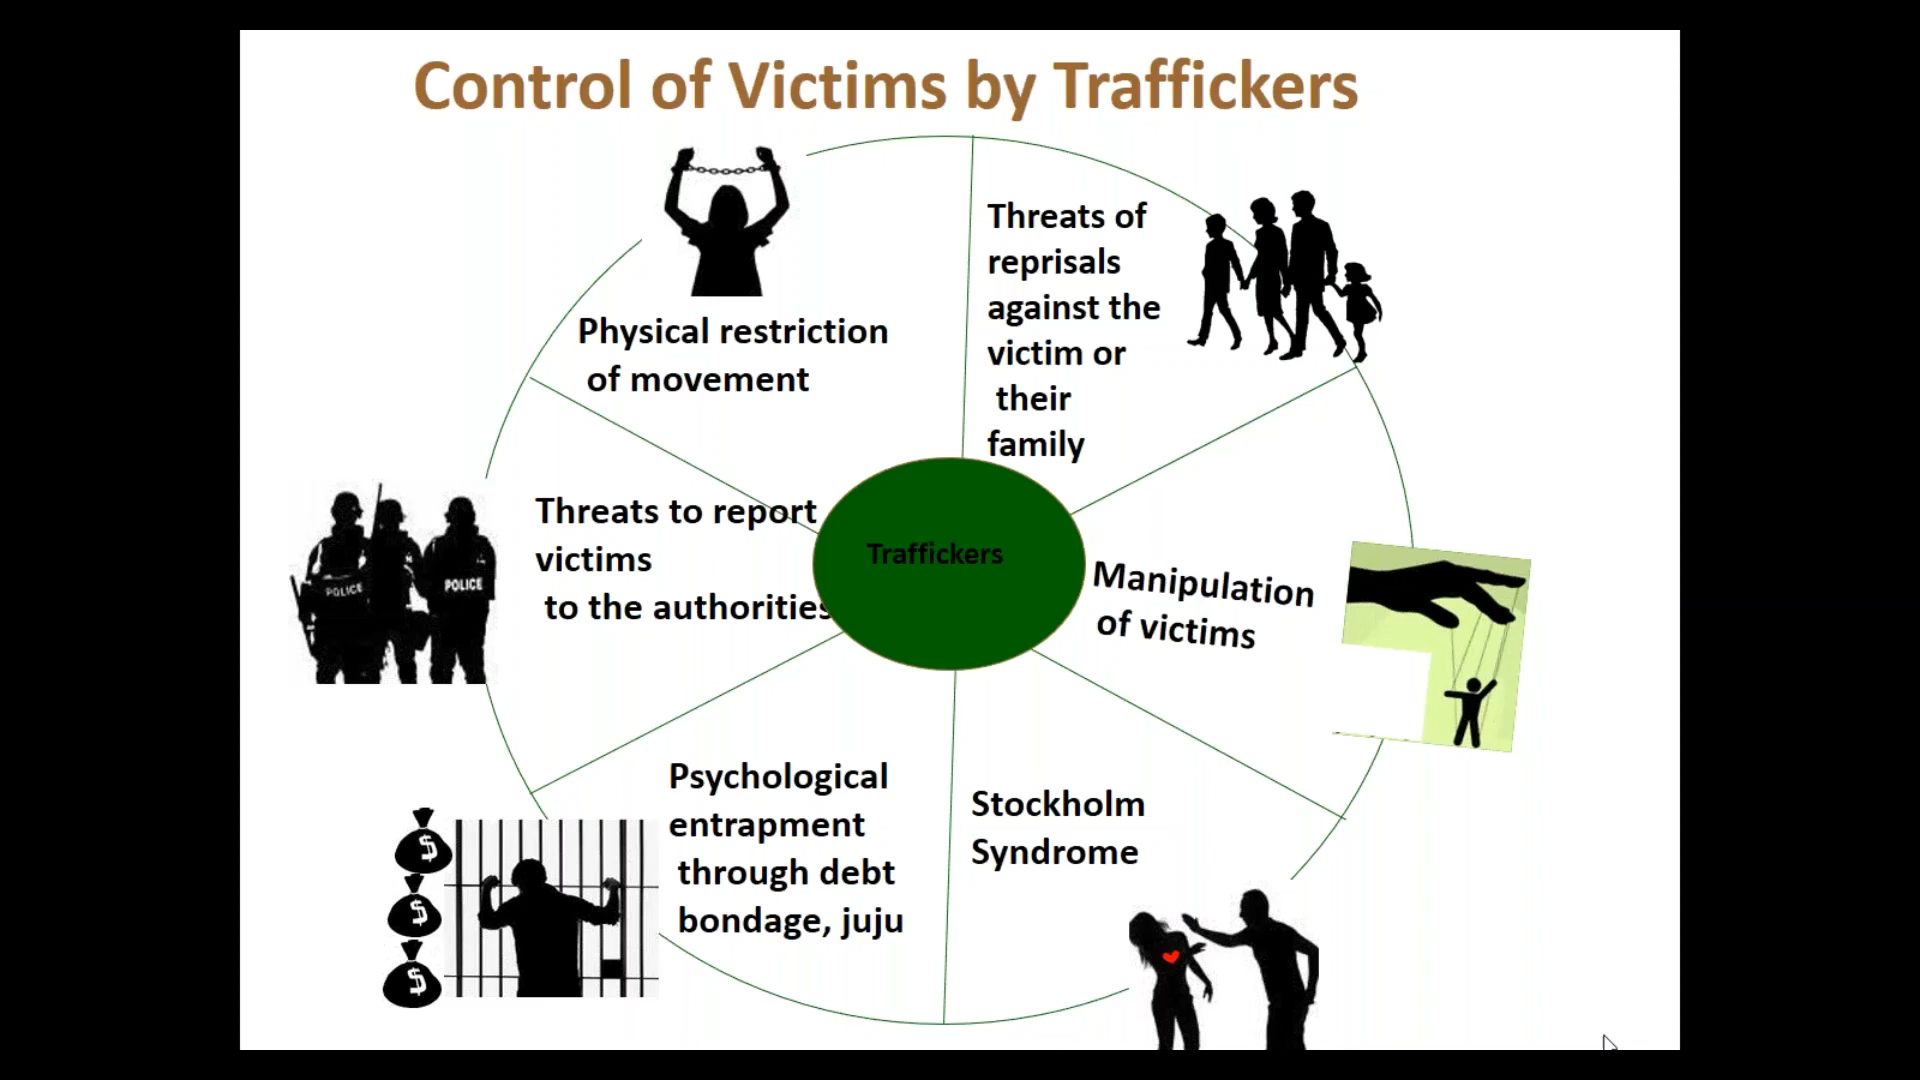 Control of Victims by Traffickers
Physical restriction
of movement
Threats of
reprisals
against the
victim or
their
family
Threats to report
victims
to the authorities
POLICE
POLICE
Traffickers
Manipulation
of victims
Psychological
entrapment
through debt
bondage, juju
Stockholm
Syndrome
$
$
$